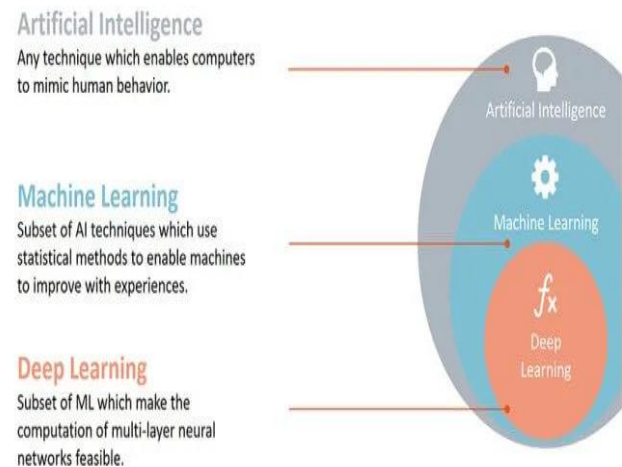 Artificial Intelligence
Any technique which enables computers
to mimic human behavior.
Machine Learning
Subset of AI techniques which use
statistical methods to enable machines
to improve with experiences.
Deep Learning
Subset of ML which make the
computation of multi-layer neural
networks feasible.
Artificial Intelligence
Machine Learning
fx
Deep
Learning